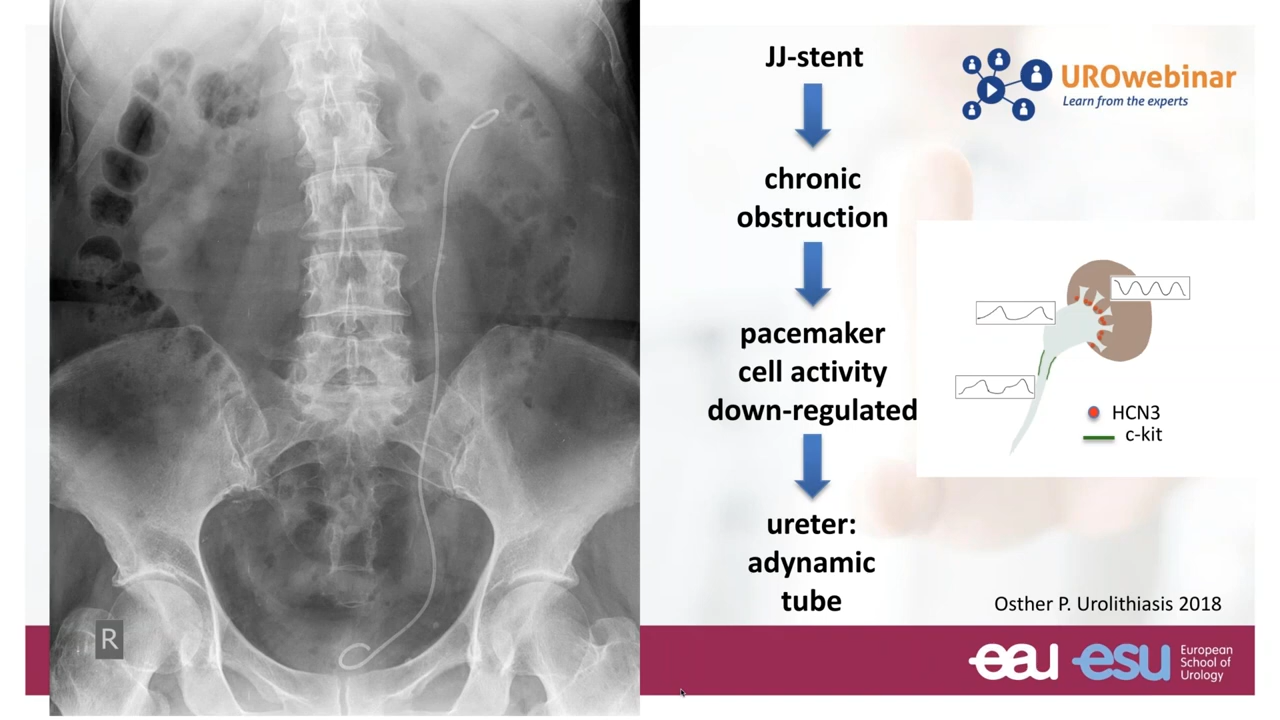 JJ-stent
chronic
obstruction
pacemaker
cell activity
down-regulated
ureter:
adynamic
tube
UROwebinar
Learn from the experts
HCN3
c-kit
Osther P. Urolithiasis 2018
R
eau
esu
European
School of
Urology